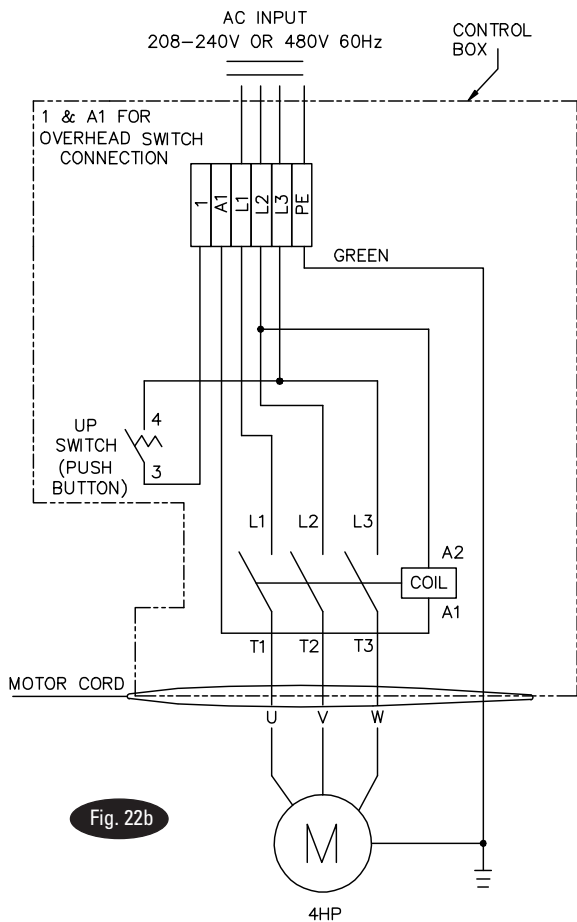 AC INPUT
208-240V OR 480V 60Hz
CONTROL
BOX
1 & A1 FOR
OVERHEAD SWITCH
CONNECTION
1
A1
L1
L2
L3
PE
GREEN
UP
SWITCH
(PUSH
BUTTON)
4
3
L1
L2
L3
A2
COIL
A1
T1
T2
T3
MOTOR CORD
U
V
W
M
4HP
Fig. 22b